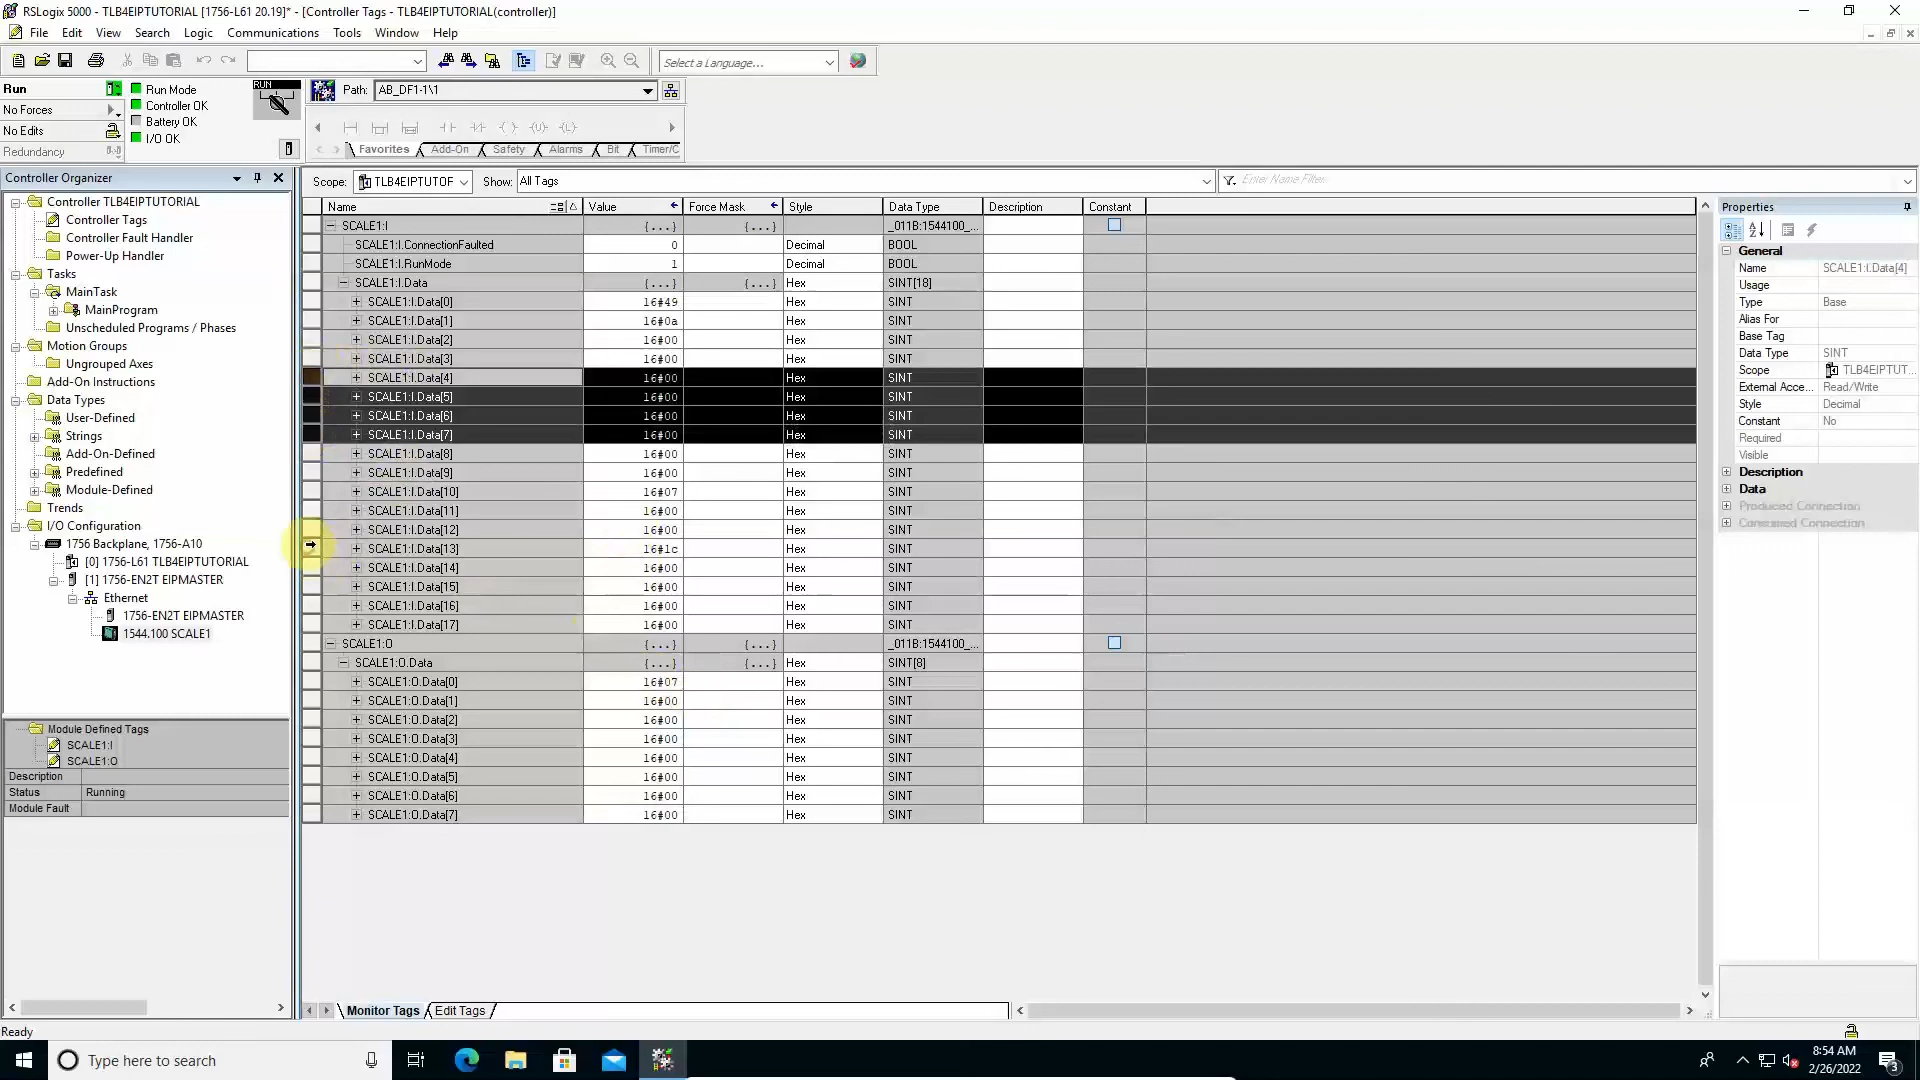 RSLogix 5000 - TLB4EIPTUTORIAL [1756-L61 20.19]* - [Controller Tags - TLB4EIPTUTORIAL(controller)]
File Edit View Search Logic Communications Tools Window Help
Select a Language...
Run
No Forces
No Edits
Redundancy
Run Mode
Controller OK
Battery OK
I/O OK
RUN
Path: AB_DF1-1\1
Favorites Add-On Safety Alarms Bit Timer/C
Controller Organizer
Controller TLB4EIPTUTORIAL
Controller Tags
Controller Fault Handler
Power-Up Handler
Tasks
MainTask
MainProgram
Unscheduled Programs / Phases
Motion Groups
Ungrouped Axes
Add-On Instructions
Data Types
User-Defined
Strings
Add-On-Defined
Predefined
Module-Defined
Trends
I/O Configuration
1756 Backplane, 1756-A10
[0] 1756-L61 TLB4EIPTUTORIAL
[1] 1756-EN2T EIPMASTER
Ethernet
1756-EN2T EIPMASTER
1544.100 SCALE1
Module Defined Tags
SCALE1:I
SCALE1:O
Description
Status Running
Module Fault
Scope: TLB4EIPTUTOF Show: All Tags Enter Name Filter...
Name Value Force Mask Style Data Type Description Constant
SCALE1:I {...} {...} _011B:1544100_...
SCALE1:I.ConnectionFaulted 0 Decimal BOOL
SCALE1:I.RunMode 1 Decimal BOOL
SCALE1:I.Data {...} {...} Hex SINT[18]
SCALE1:I.Data[0] 16#49 Hex SINT
SCALE1:I.Data[1] 16#0a Hex SINT
SCALE1:I.Data[2] 16#00 Hex SINT
SCALE1:I.Data[3] 16#00 Hex SINT
SCALE1:I.Data[4] 16#00 Hex SINT
SCALE1:I.Data[5] 16#00 Hex SINT
SCALE1:I.Data[6] 16#00 Hex SINT
SCALE1:I.Data[7] 16#00 Hex SINT
SCALE1:I.Data[8] 16#00 Hex SINT
SCALE1:I.Data[9] 16#00 Hex SINT
SCALE1:I.Data[10] 16#07 Hex SINT
SCALE1:I.Data[11] 16#00 Hex SINT
SCALE1:I.Data[12] 16#00 Hex SINT
SCALE1:I.Data[13] 16#1c Hex SINT
SCALE1:I.Data[14] 16#00 Hex SINT
SCALE1:I.Data[15] 16#00 Hex SINT
SCALE1:I.Data[16] 16#00 Hex SINT
SCALE1:I.Data[17] 16#00 Hex SINT
SCALE1:O {...} {...} _011B:1544100_...
SCALE1:O.Data {...} {...} Hex SINT[8]
SCALE1:O.Data[0] 16#07 Hex SINT
SCALE1:O.Data[1] 16#00 Hex SINT
SCALE1:O.Data[2] 16#00 Hex SINT
SCALE1:O.Data[3] 16#00 Hex SINT
SCALE1:O.Data[4] 16#00 Hex SINT
SCALE1:O.Data[5] 16#00 Hex SINT
SCALE1:O.Data[6] 16#00 Hex SINT
SCALE1:O.Data[7] 16#00 Hex SINT
Monitor Tags Edit Tags
Properties
General
Name SCALE1:I.Data[4]
Usage
Type Base
Alias For
Base Tag
Data Type SINT
Scope TLB4EIPTUT...
External Acce... Read/Write
Style Decimal
Constant No
Required
Visible
Description
Data
Produced Connection
Consumed Connection
Ready
Type here to search
8:54 AM
2/26/2022
3